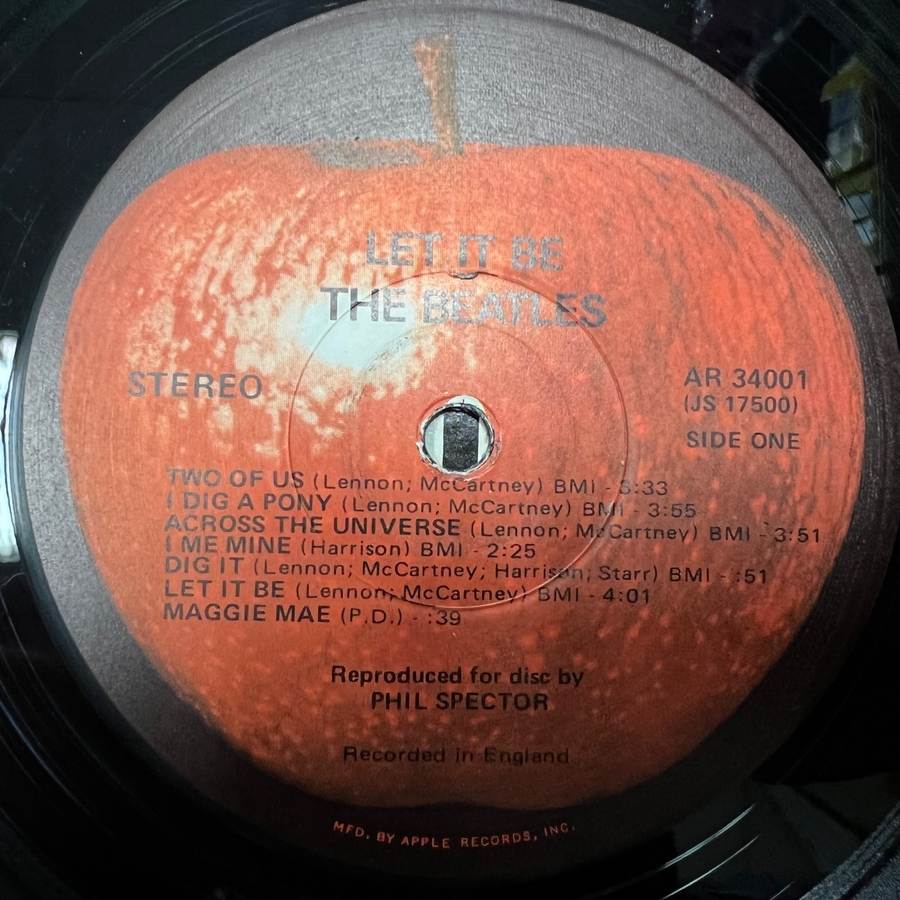 LET IT BE
THE BEATLES
STEREO
AR 34001
(JS 17500)
SIDE ONE
TWO OF US (Lennon; McCartney) BMI - 3:33
I DIG A PONY (Lennon; McCartney) BMI - 3:55
ACROSS THE UNIVERSE (Lennon; McCartney) BMI - 3:51
I ME MINE (Harrison) BMI - 2:25
DIG IT (Lennon; McCartney; Harrison; Starr) BMI - :51
LET IT BE (Lennon; McCartney) BMI - 4:01
MAGGIE MAE (P.D.) - :39
Reproduced for disc by
PHIL SPECTOR
Recorded in England
MFD. BY APPLE RECORDS, INC.